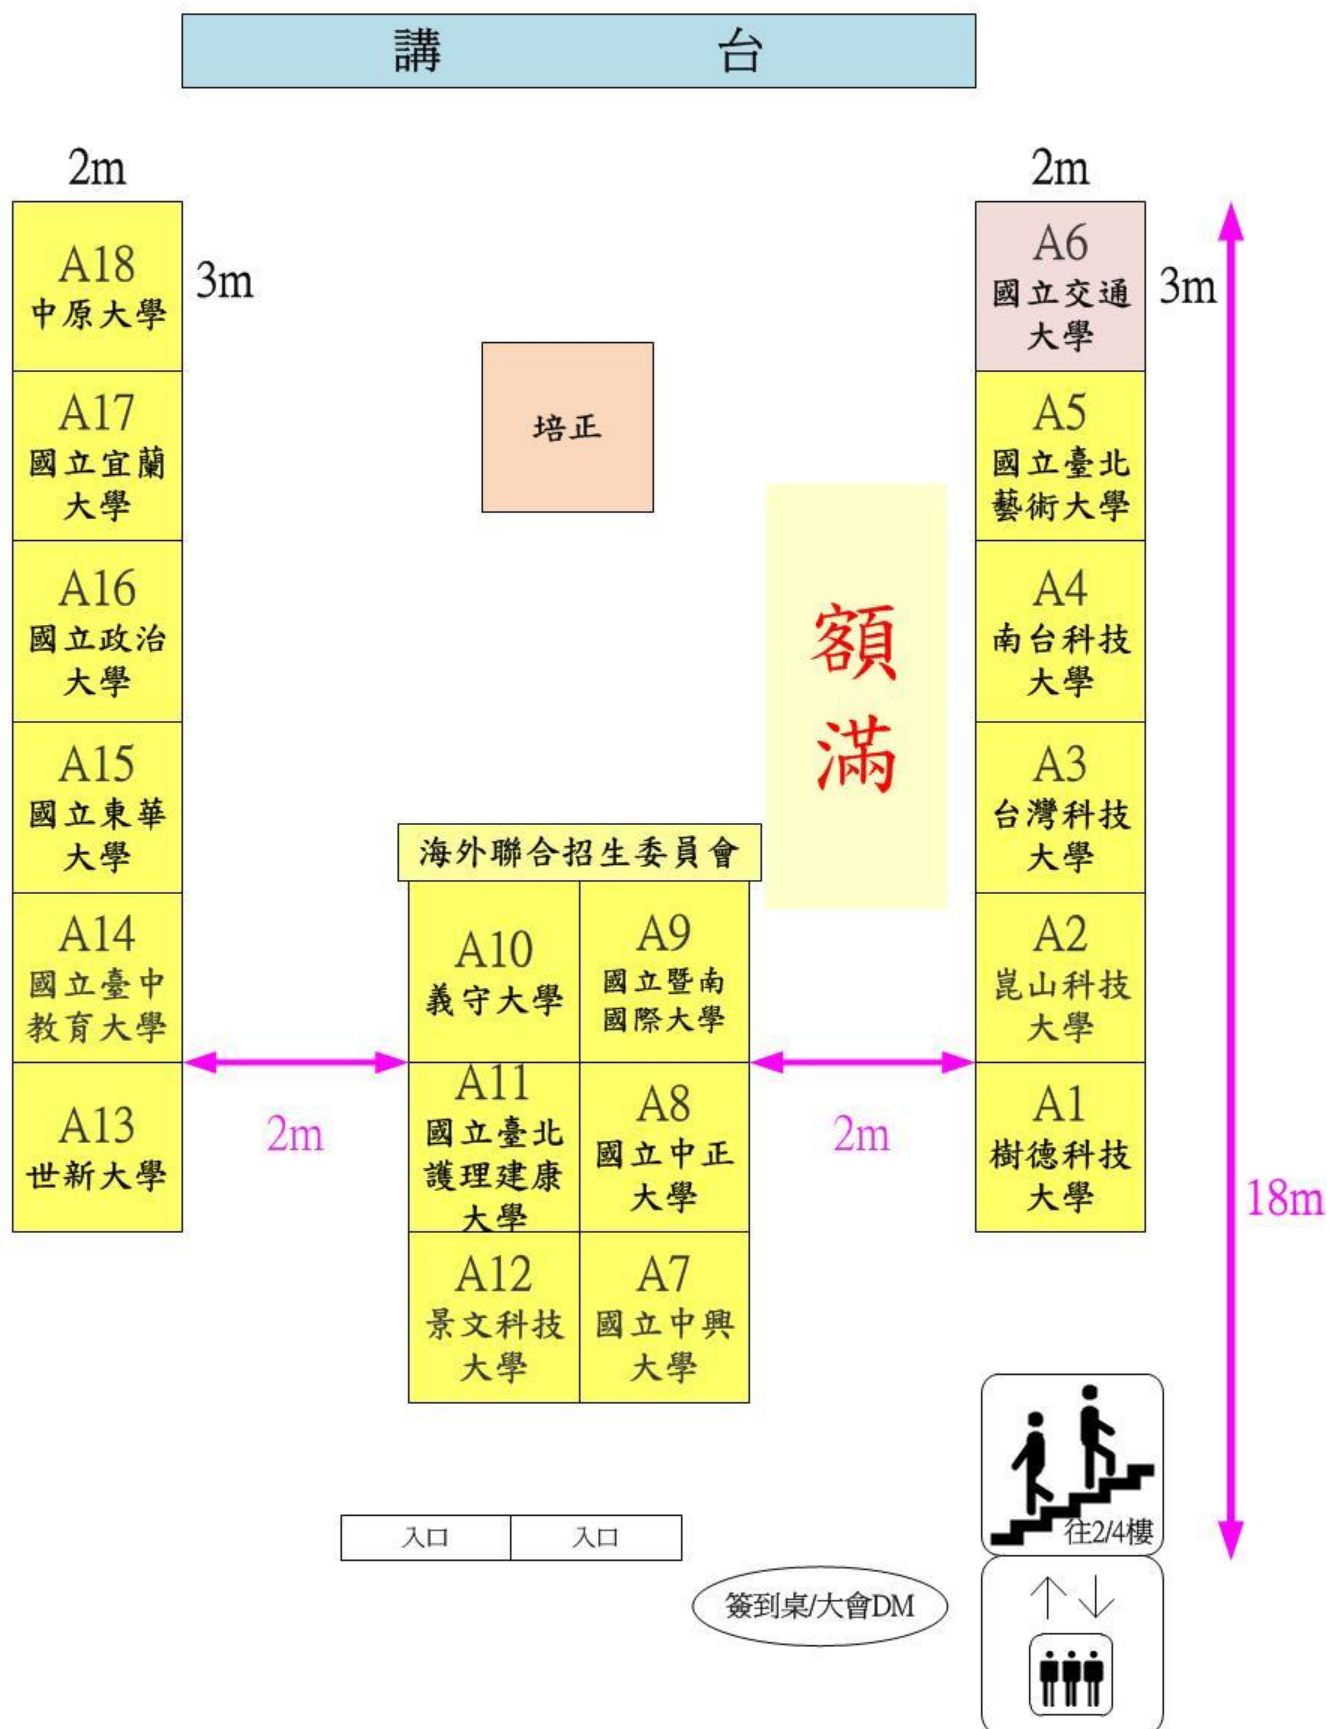 講 台
2m
2m
A18
中原大學
3m
A6
國立交通
大學
3m
A17
國立宜蘭
大學
培正
A5
國立臺北
藝術大學
A16
國立政治
大學
額
滿
A4
南台科技
大學
A15
國立東華
大學
A3
台灣科技
大學
海外聯合招生委員會
A14
國立臺中
教育大學
A10
義守大學
A9
國立暨南
國際大學
A2
崑山科技
大學
A13
世新大學
2m
A11
國立臺北
護理建康
大學
A8
國立中正
大學
2m
A1
樹德科技
大學
18m
A12
景文科技
大學
A7
國立中興
大學
往2/4樓
入口
入口
簽到桌/大會DM